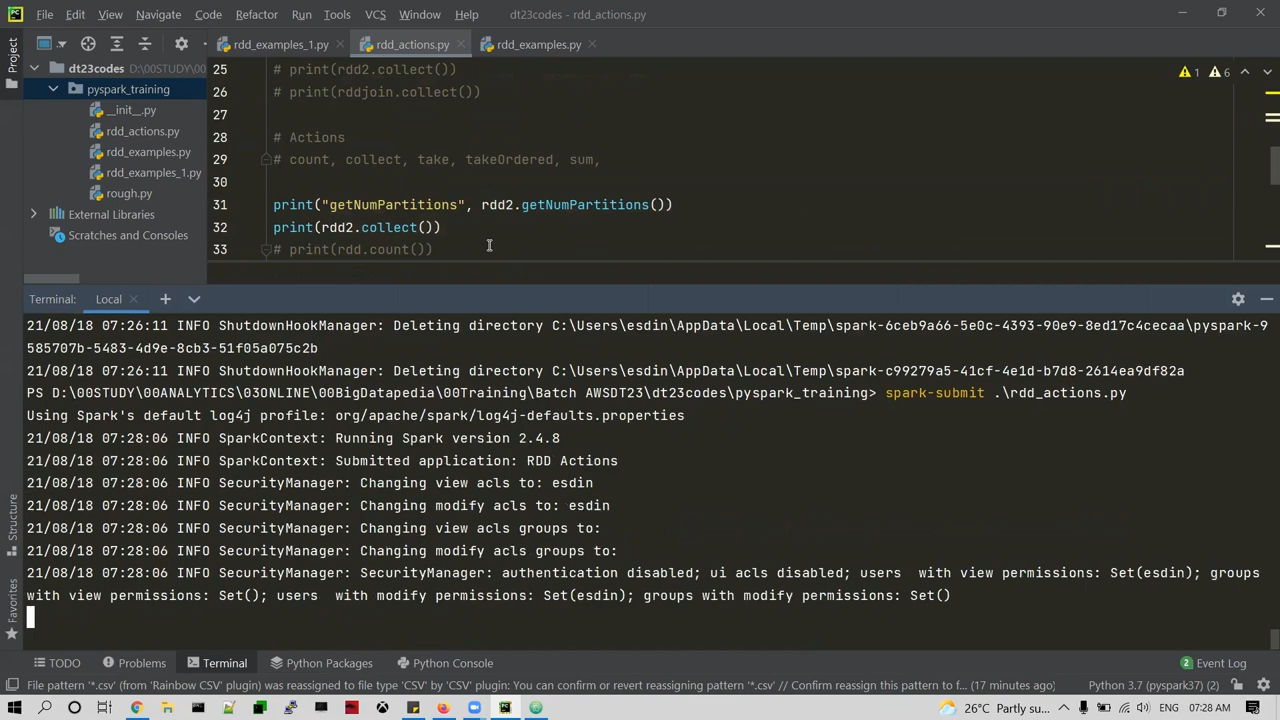 File Edit View Navigate Code Refactor Run Tools VCS Window Help dt23codes - rdd_actions.py
Project
rdd_examples_1.py rdd_actions.py rdd_examples.py
dt23codes D:\00STUDY\00
pyspark_training
__init__.py
rdd_actions.py
rdd_examples.py
rdd_examples_1.py
rough.py
External Libraries
Scratches and Consoles
25 # print(rdd2.collect())
26 # print(rddjoin.collect())
27
28 # Actions
29 # count, collect, take, takeOrdered, sum,
30
31 print("getNumPartitions", rdd2.getNumPartitions())
32 print(rdd2.collect())
33 # print(rdd.count())
1 6
Terminal: Local
21/08/18 07:26:11 INFO ShutdownHookManager: Deleting directory C:\Users\esdin\AppData\Local\Temp\spark-6ceb9a66-5e0c-4393-90e9-8ed17c4cecaa\pyspark-9
585707b-5483-4d9e-8cb3-51f05a075c2b
21/08/18 07:26:11 INFO ShutdownHookManager: Deleting directory C:\Users\esdin\AppData\Local\Temp\spark-c99279a5-41cf-4e1d-b7d8-2614ea9df82a
PS D:\00STUDY\00ANALYTICS\03ONLINE\00BigDatapedia\00Training\Batch AWSDT23\dt23codes\pyspark_training> spark-submit .\rdd_actions.py
Using Spark's default log4j profile: org/apache/spark/log4j-defaults.properties
21/08/18 07:28:06 INFO SparkContext: Running Spark version 2.4.8
21/08/18 07:28:06 INFO SparkContext: Submitted application: RDD Actions
21/08/18 07:28:06 INFO SecurityManager: Changing view acls to: esdin
21/08/18 07:28:06 INFO SecurityManager: Changing modify acls to: esdin
21/08/18 07:28:06 INFO SecurityManager: Changing view acls groups to:
21/08/18 07:28:06 INFO SecurityManager: Changing modify acls groups to:
21/08/18 07:28:06 INFO SecurityManager: SecurityManager: authentication disabled; ui acls disabled; users  with view permissions: Set(esdin); groups
with view permissions: Set(); users  with modify permissions: Set(esdin); groups with modify permissions: Set()
Structure
Favorites
TODO Problems Terminal Python Packages Python Console 2 Event Log
File pattern '*.csv' (from 'Rainbow CSV' plugin) was reassigned to file type 'CSV' by 'CSV' plugin: You can confirm or revert reassigning this pattern to f... (17 minutes ago) Python 3.7 (pyspark37) (2)
26°C Partly su... 07:28 AM